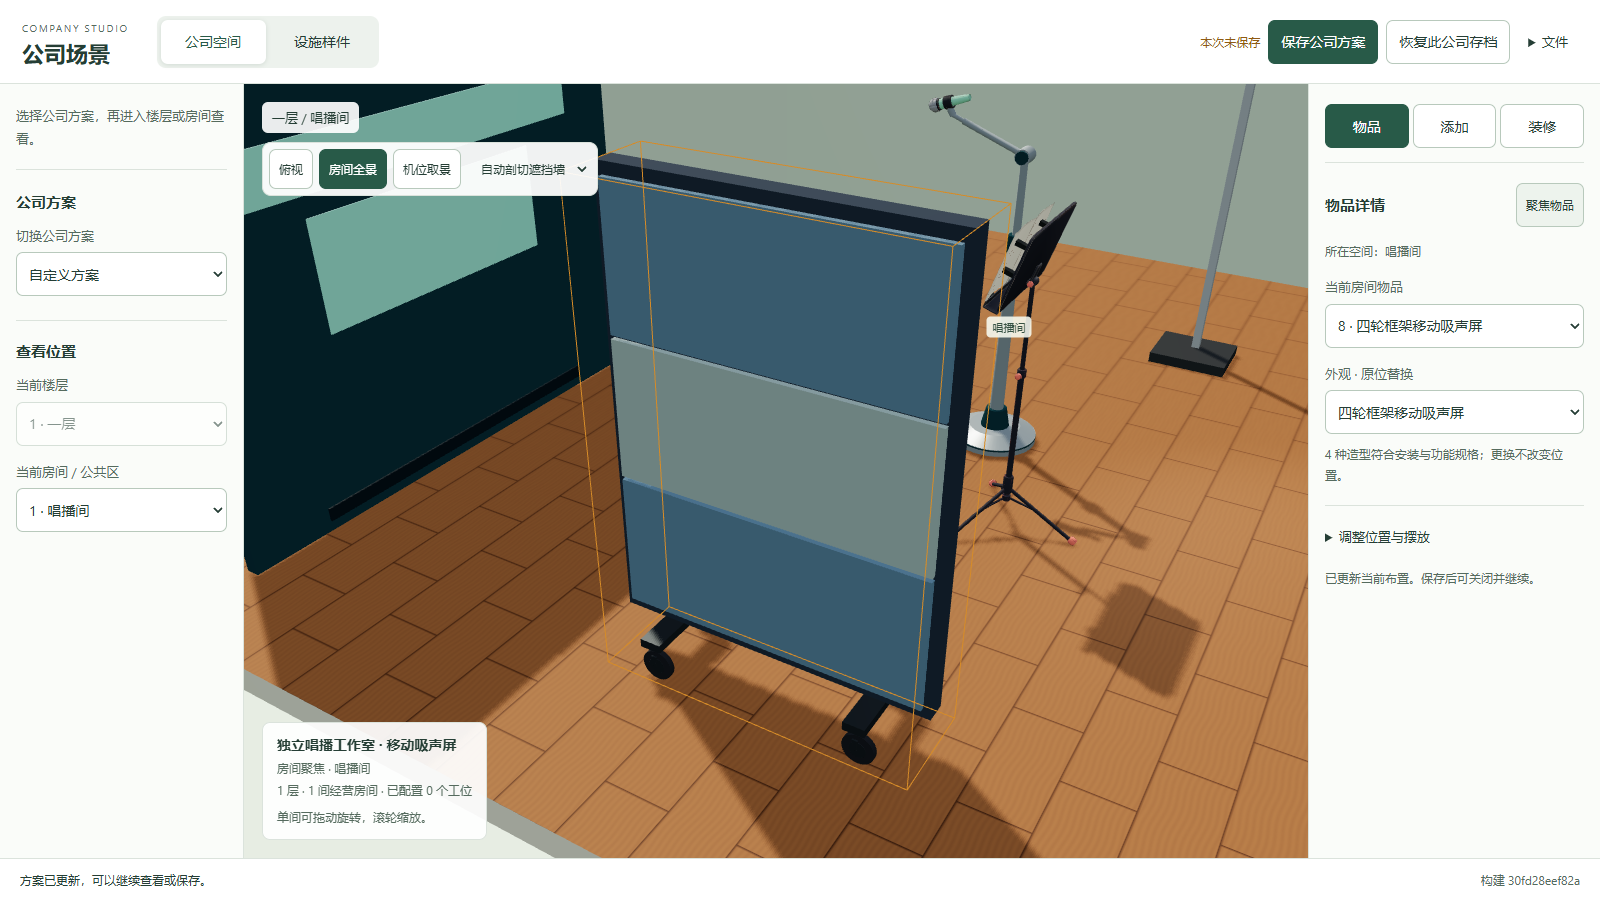 COMPANY STUDIO
公司场景
公司空间
设施样件
本次未保存
保存公司方案
恢复此公司存档
文件
选择公司方案，再进入楼层或房间查看。
公司方案
切换公司方案
自定义方案
查看位置
当前楼层
1 · 一层
当前房间 / 公共区
1 · 唱播间
一层 / 唱播间
俯视
房间全景
机位取景
自动剖切遮挡墙
唱播间
独立唱播工作室 · 移动吸声屏
房间聚焦 · 唱播间
1 层 · 1 间经营房间 · 已配置 0 个工位
单间可拖动旋转，滚轮缩放。
物品
添加
装修
物品详情
聚焦物品
所在空间：唱播间
当前房间物品
8 · 四轮框架移动吸声屏
外观 · 原位替换
四轮框架移动吸声屏
4 种造型符合安装与功能规格；更换不改变位置。
调整位置与摆放
已更新当前布置。保存后可关闭并继续。
方案已更新，可以继续查看或保存。
构建 30fd28eef82a